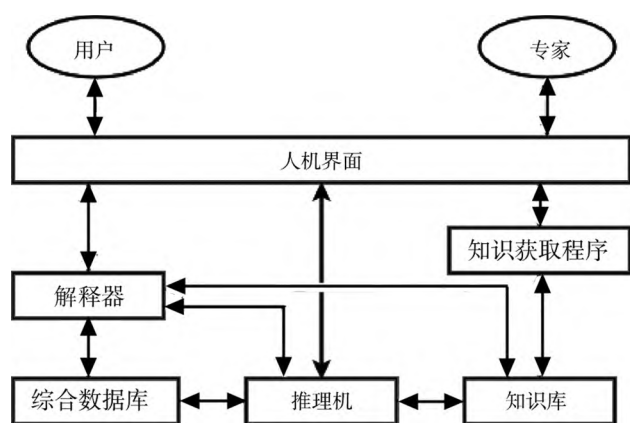 用户
专家
人机界面
知识获取程序
解释器
综合数据库
推理机
知识库